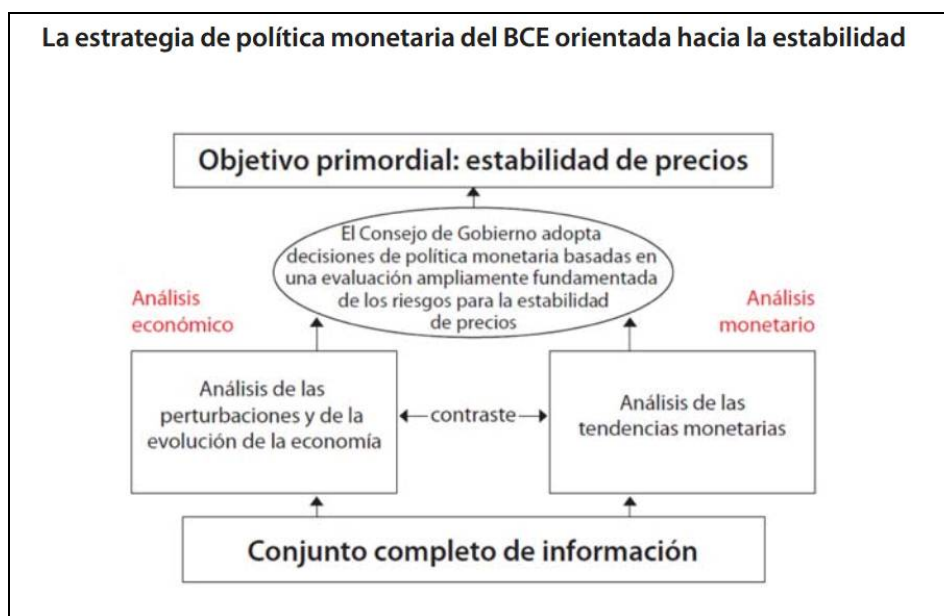 La estrategia de política monetaria del BCE orientada hacia la estabilidad
Objetivo primordial: estabilidad de precios
El Consejo de Gobierno adopta
decisiones de política monetaria basadas en
una evaluación ampliamente fundamentada
de los riesgos para la estabilidad
de precios
Análisis
económico
Análisis
monetario
Análisis de las
perturbaciones y de la
evolución de la economía
contraste
Análisis de las
tendencias monetarias
Conjunto completo de información